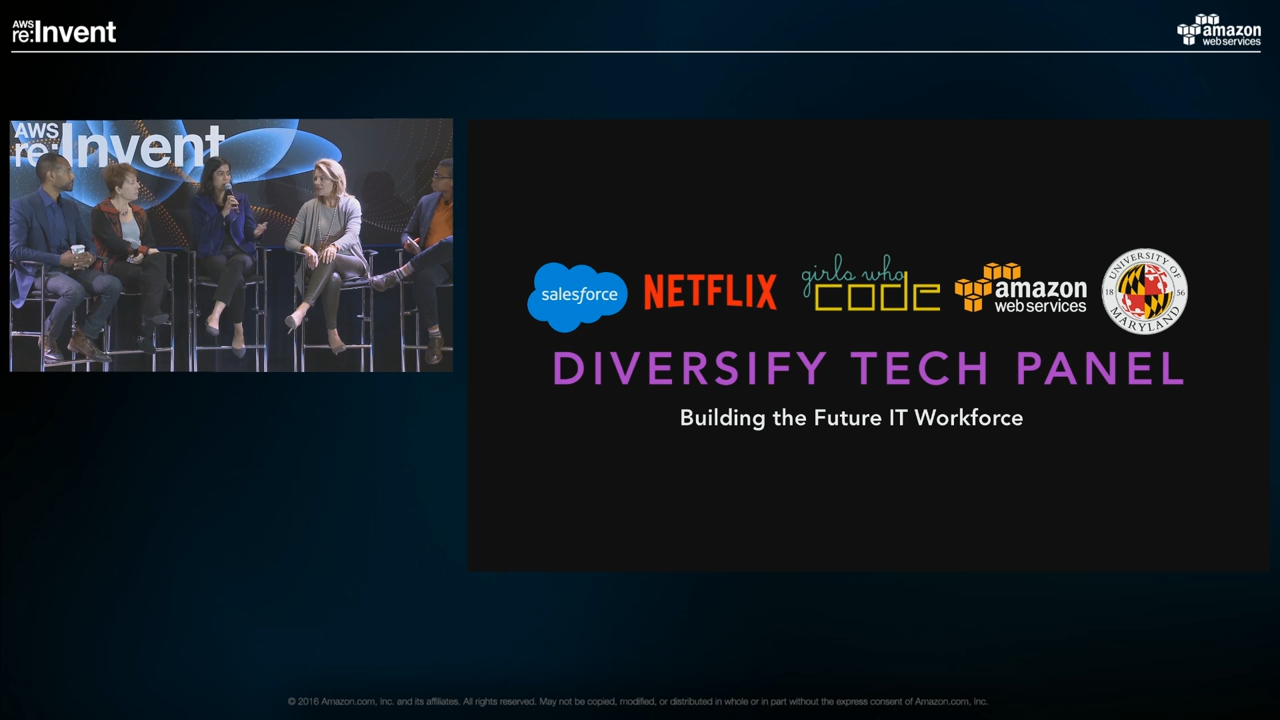 AWS
re:Invent
amazon
web services
AWS
re:Invent
salesforce
NETFLIX
girls who
CODE
amazon
web services
UNIVERSITY OF
18 56
MARYLAND
DIVERSIFY TECH PANEL
Building the Future IT Workforce
© 2016 Amazon.com, Inc. and its affiliates. All rights reserved. May not be copied, modified, or distributed in whole or in part without the express consent of Amazon.com, Inc.